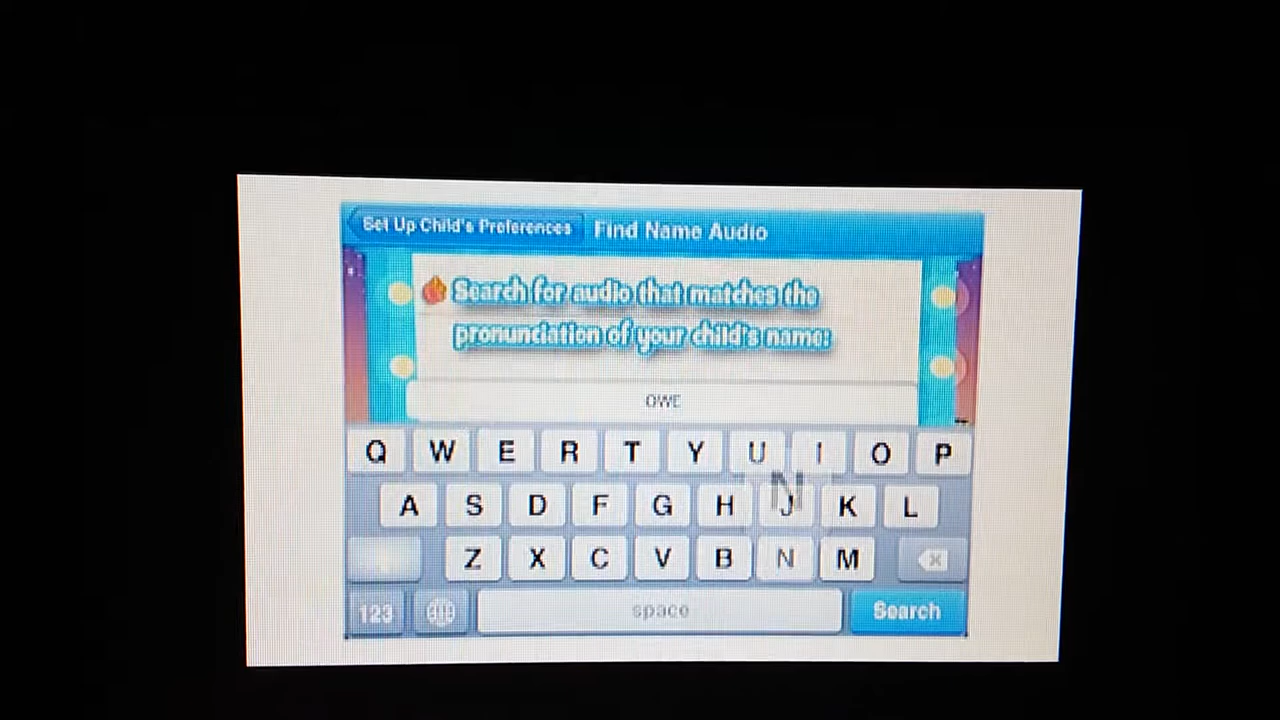 Set Up Child's Preferences Find Name Audio
Search for audio that matches the
pronunciation of your child's name:
OWE
Q W E R T Y U I O P
N
A S D F G H J K L
Z X C V B N M
123 space Search